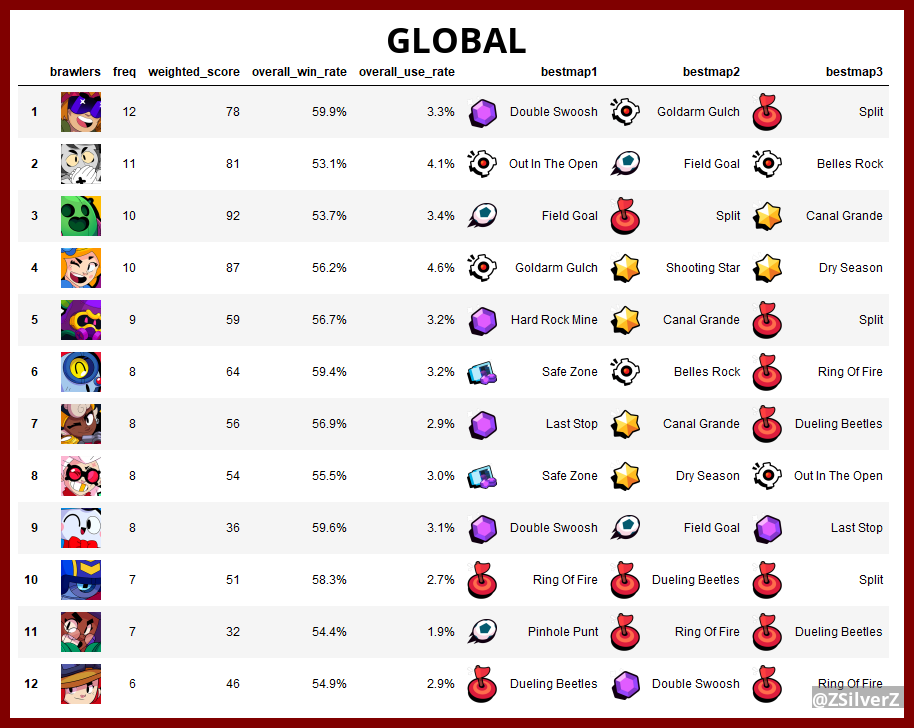 GLOBAL
brawlers freq weighted_score overall_win_rate overall_use_rate bestmap1 bestmap2 bestmap3
1 12 78 59.9% 3.3% Double Swoosh Goldarm Gulch Split
2 11 81 53.1% 4.1% Out In The Open Field Goal Belles Rock
3 10 92 53.7% 3.4% Field Goal Split Canal Grande
4 10 87 56.2% 4.6% Goldarm Gulch Shooting Star Dry Season
5 9 59 56.7% 3.2% Hard Rock Mine Canal Grande Split
6 8 64 59.4% 3.2% Safe Zone Belles Rock Ring Of Fire
7 8 56 56.9% 2.9% Last Stop Canal Grande Dueling Beetles
8 8 54 55.5% 3.0% Safe Zone Dry Season Out In The Open
9 8 36 59.6% 3.1% Double Swoosh Field Goal Last Stop
10 7 51 58.3% 2.7% Ring Of Fire Dueling Beetles Split
11 7 32 54.4% 1.9% Pinhole Punt Ring Of Fire Dueling Beetles
12 6 46 54.9% 2.9% Dueling Beetles Double Swoosh Ring Of Fire
@ZSilverZ